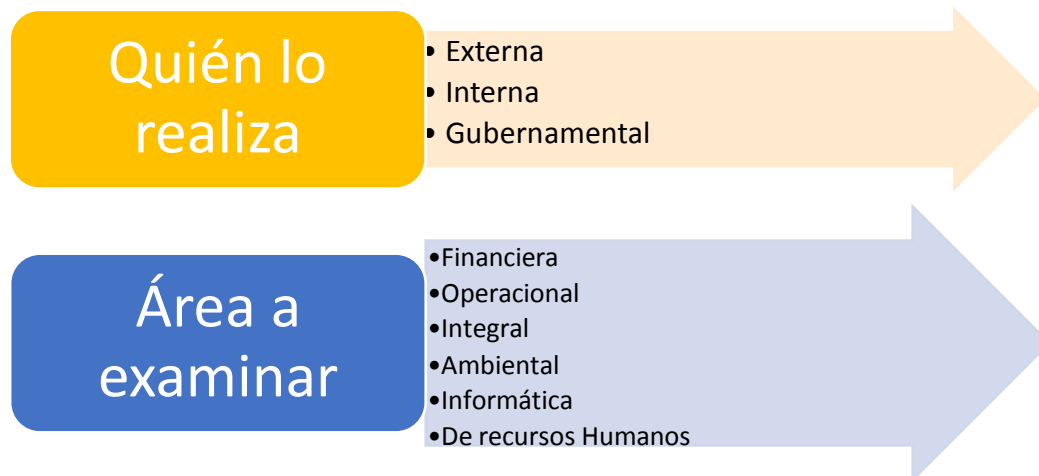 Quién lo
realiza
• Externa
• Interna
• Gubernamental
Área a
examinar
•Financiera
•Operacional
•Integral
•Ambiental
•Informática
•De recursos Humanos